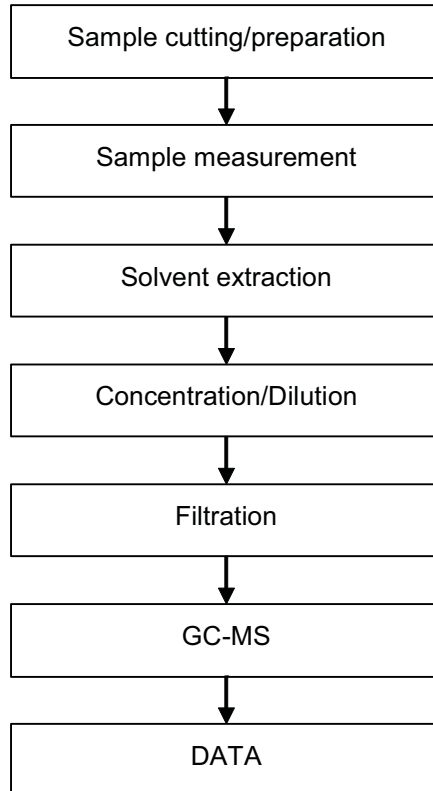 Sample cutting/preparation
Sample measurement
Solvent extraction
Concentration/Dilution
Filtration
GC-MS
DATA